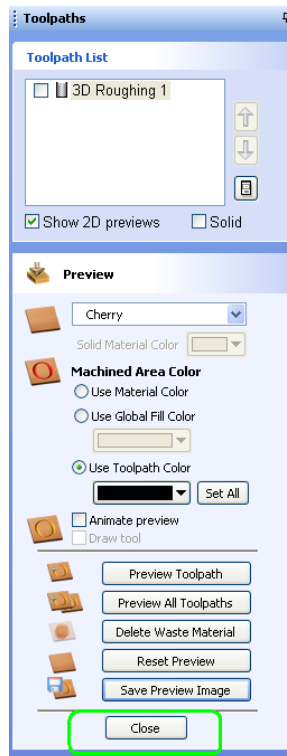 Toolpaths
Toolpath List
3D Roughing 1
Show 2D previews Solid
Preview
Cherry
Solid Material Color
Machined Area Color
Use Material Color
Use Global Fill Color
Use Toolpath Color
Set All
Animate preview
Draw tool
Preview Toolpath
Preview All Toolpaths
Delete Waste Material
Reset Preview
Save Preview Image
Close